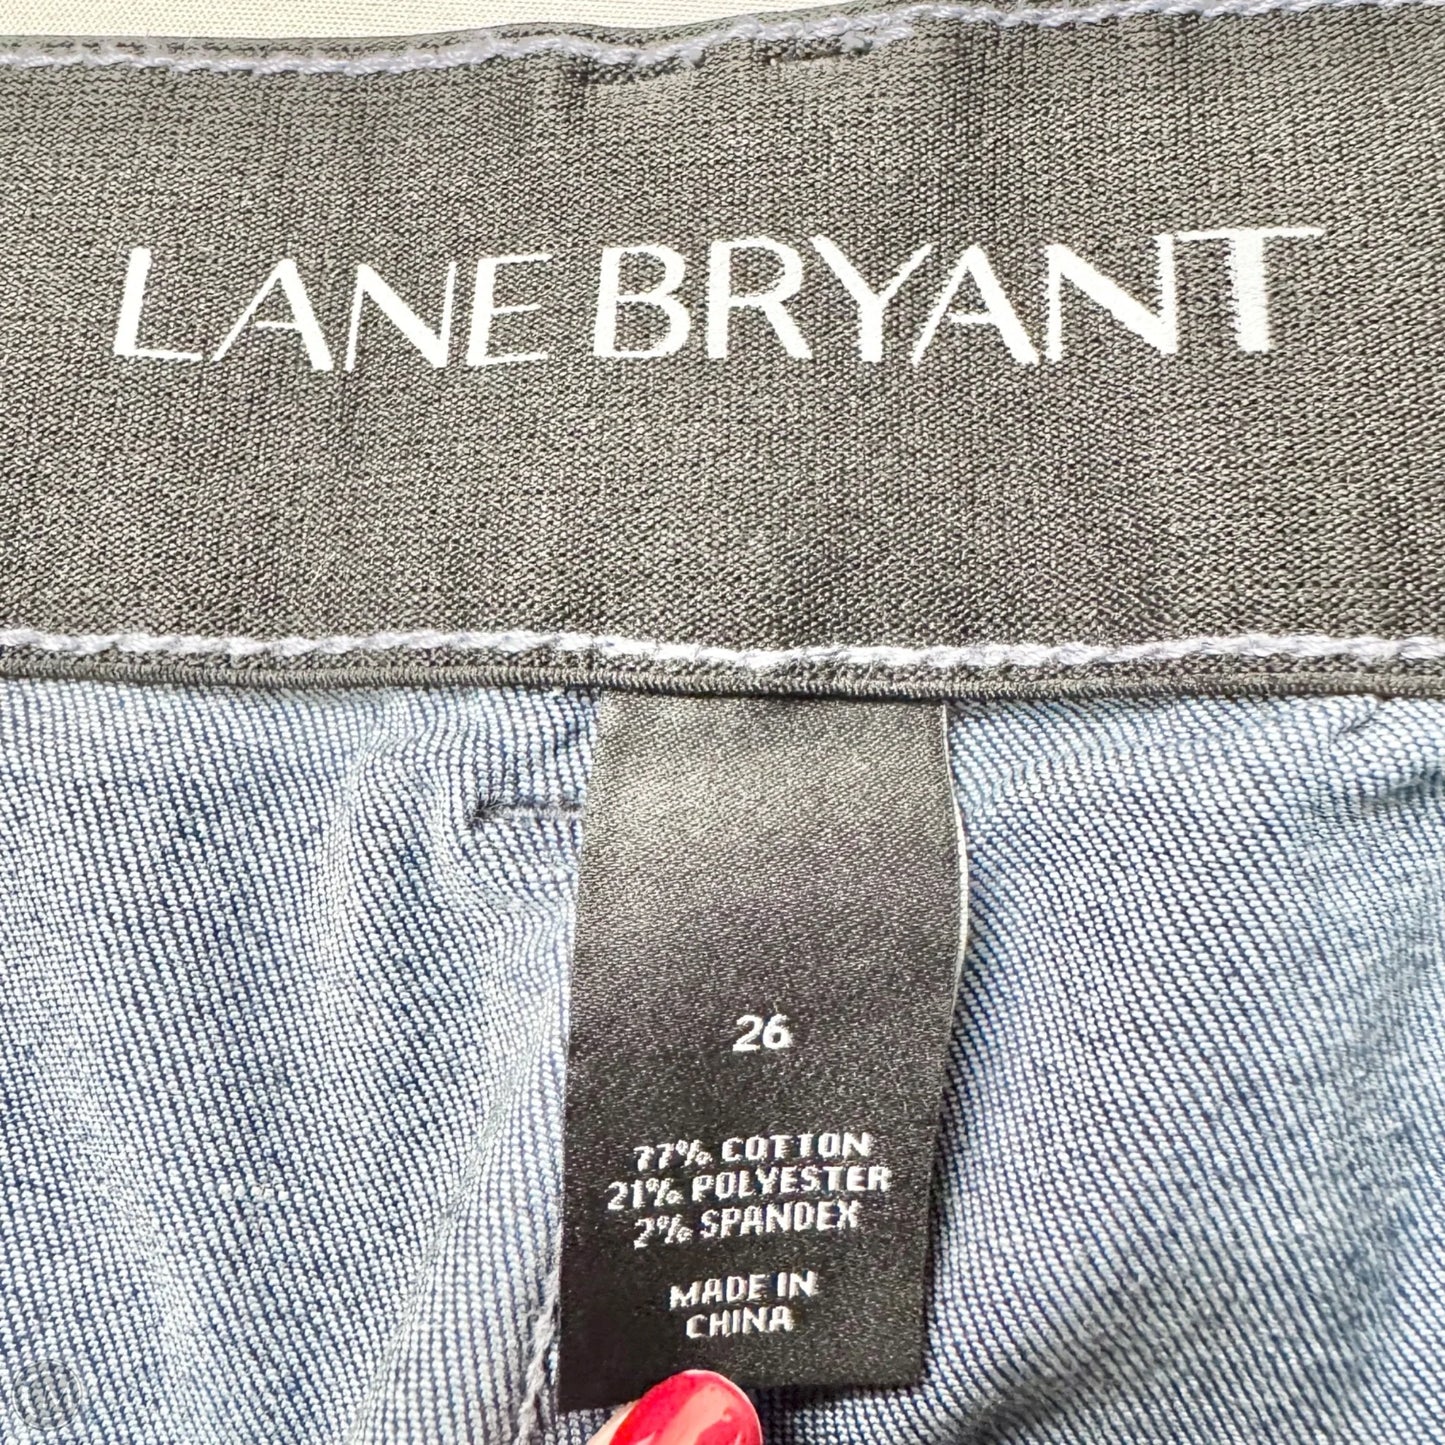 LANE BRYANT
26
77% COTTON
21% POLYESTER
2% SPANDEX
MADE IN
CHINA